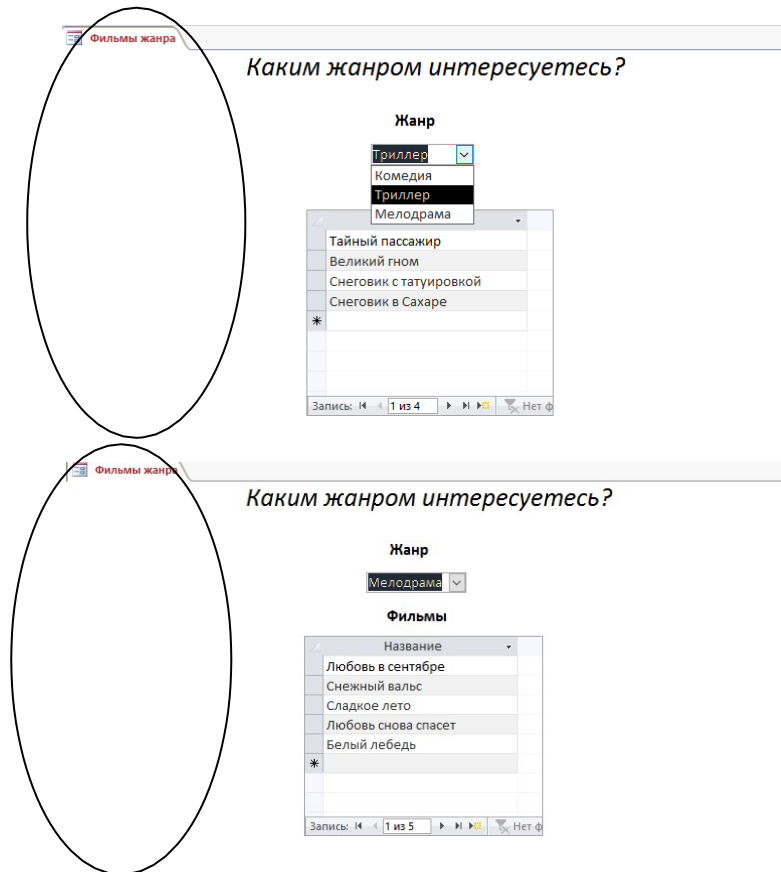 Фильмы жанра
Каким жанром интересуетесь?
Жанр
Триллер
Комедия
Триллер
Мелодрама
Тайный пассажир
Великий гном
Снеговик с татуировкой
Снеговик в Сахаре
Запись: 1 из 4 Нет ф
Фильмы жанра
Каким жанром интересуетесь?
Жанр
Мелодрама
Фильмы
Название
Любовь в сентябре
Снежный вальс
Сладкое лето
Любовь снова спасет
Белый лебедь
Запись: 1 из 5 Нет ф